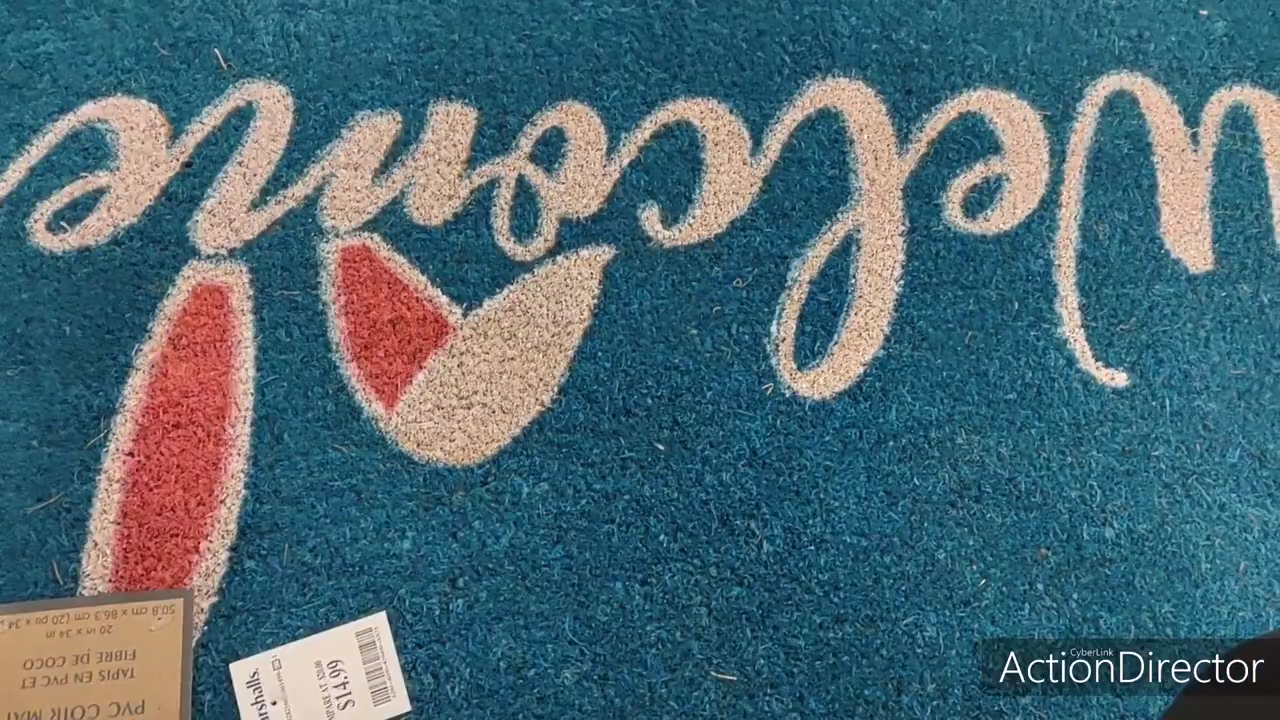 Welcome
PVC COIR MAT
TAPIS EN PVC ET
FIBRE DE COCO
20 in x 34 in
50.8 cm x 86.3 cm (20 po x 34
$14.99
CyberLink
ActionDirector